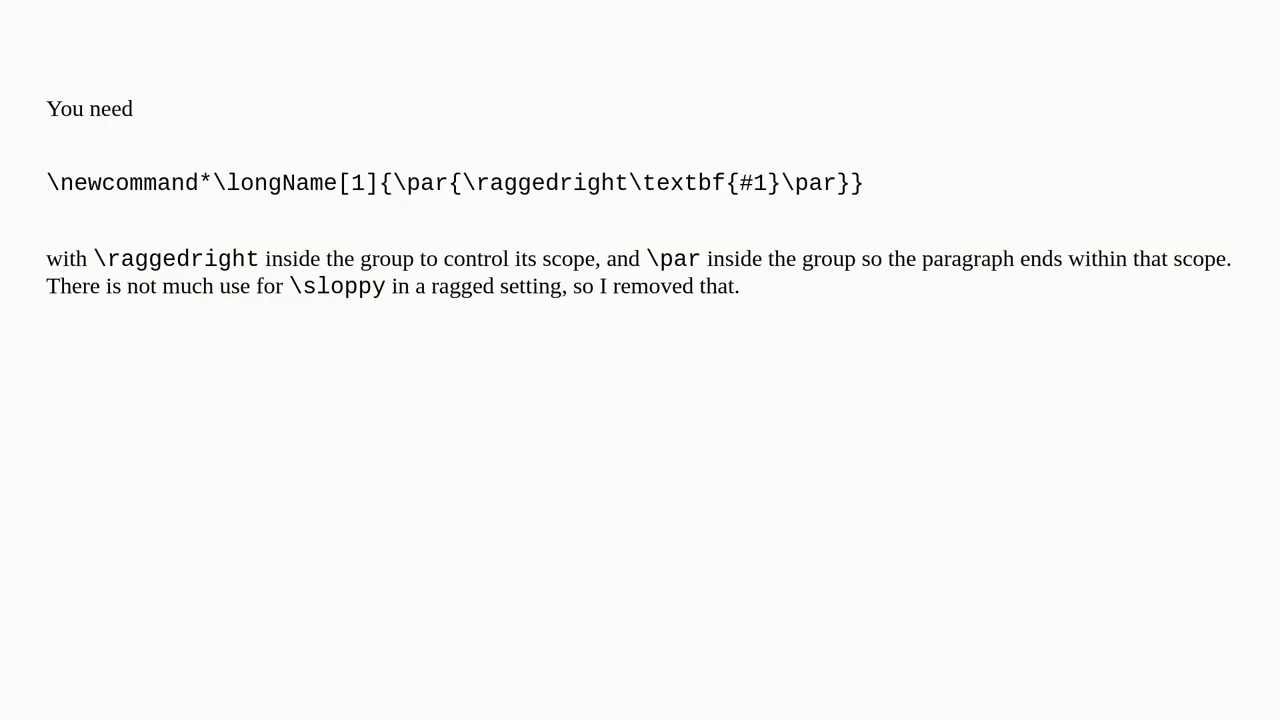 You need
\newcommand*\longName[1]{\par{\raggedright\textbf{#1}\par}}
with \raggedright inside the group to control its scope, and \par inside the group so the paragraph ends within that scope.
There is not much use for \sloppy in a ragged setting, so I removed that.